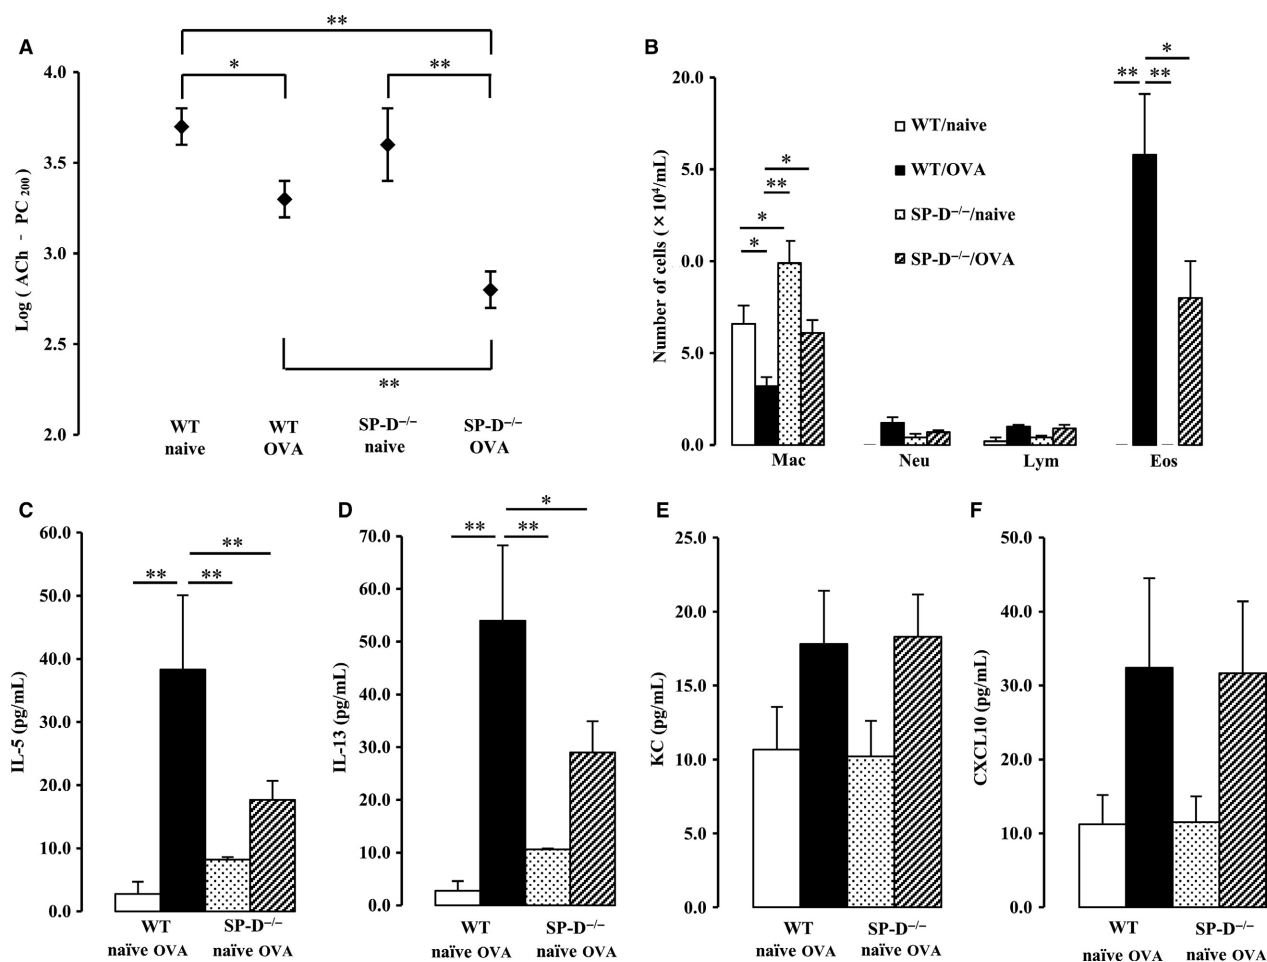 A
Log ( ACh - PC 200)
4.0
3.5
3.0
2.5
2.0
**
*
**
**
WT
naive
WT
OVA
SP-D−/−
naive
SP-D−/−
OVA
B
Number of cells ( ×10⁴/mL)
20.0
5.0
0.0
5.0
0.0
*
*
**
*
**
**
*
WT/naive
WT/OVA
SP-D−/−/naive
SP-D−/−/OVA
Mac Neu Lym Eos
C
IL-5 (pg/mL)
60.0
50.0
40.0
30.0
20.0
10.0
0.0
**
**
**
WT SP-D−/−
naïve OVA naïve OVA
D
IL-13 (pg/mL)
70.0
60.0
50.0
40.0
30.0
20.0
10.0
0.0
*
**
**
WT SP-D−/−
naïve OVA naïve OVA
E
KC (pg/mL)
25.0
20.0
15.0
10.0
5.0
0.0
WT SP-D−/−
naïve OVA naïve OVA
F
CXCL10 (pg/mL)
50.0
40.0
30.0
20.0
10.0
0.0
WT SP-D−/−
naïve OVA naïve OVA